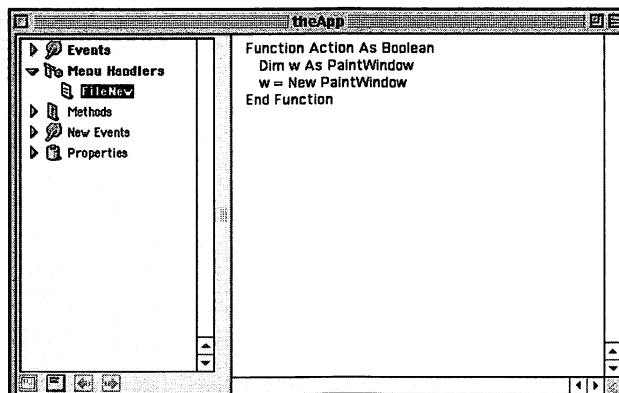 theApp
Events
Menu Handlers
FileNew
Methods
New Events
Properties
Function Action As Boolean
Dim w As PaintWindow
w = New PaintWindow
End Function